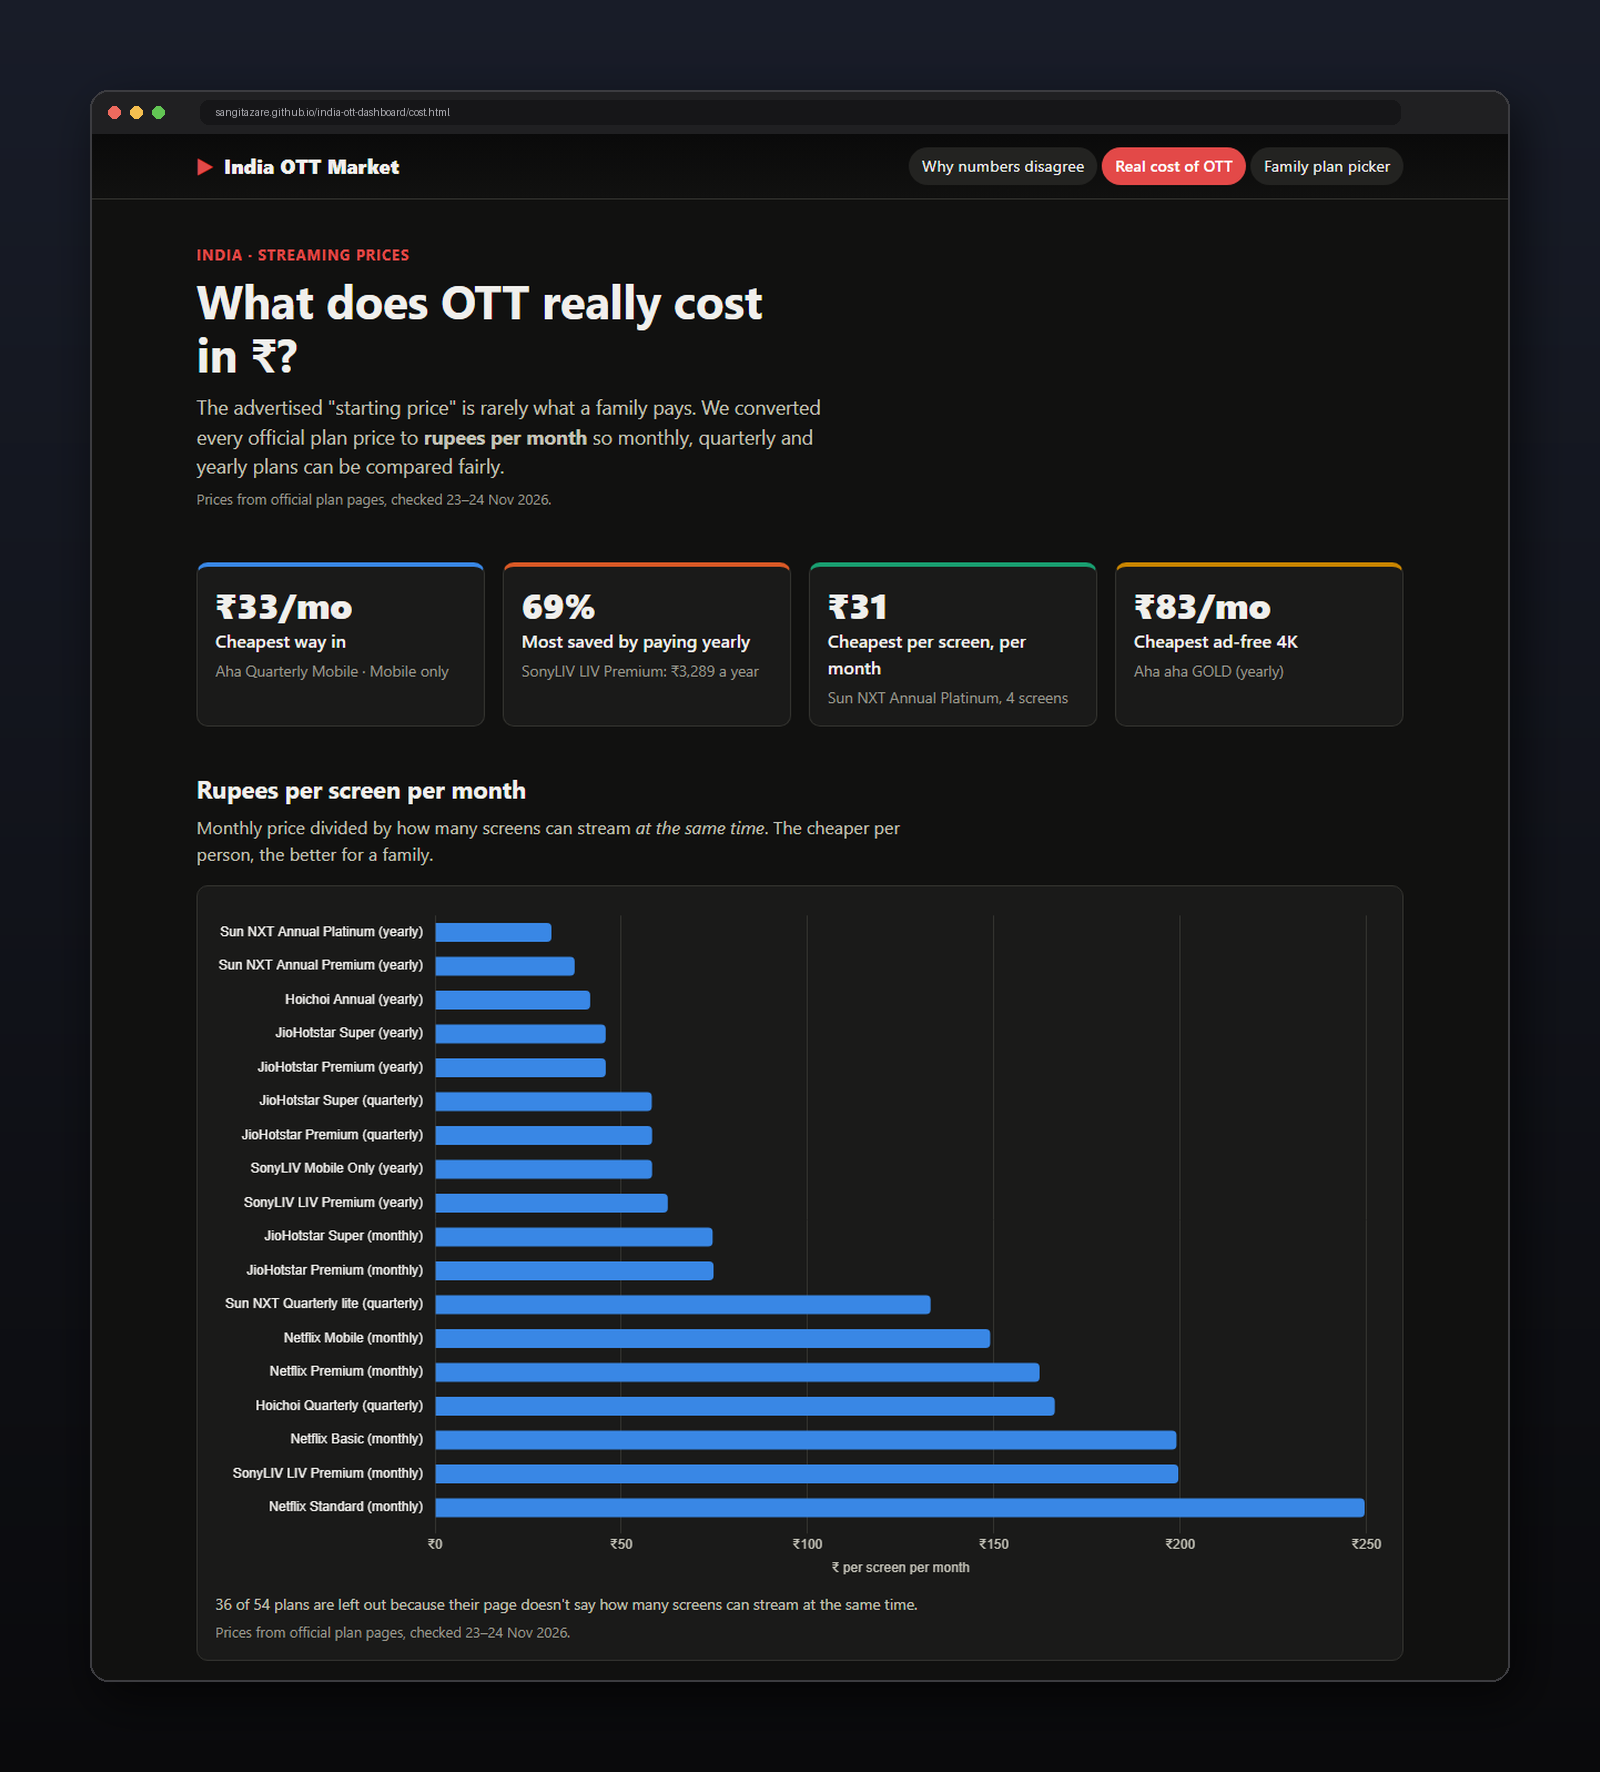 sangitazare.github.io/india-ott-dashboard/cost.html
India OTT Market
Why numbers disagree
Real cost of OTT
Family plan picker
INDIA · STREAMING PRICES
What does OTT really cost
in ₹?
The advertised "starting price" is rarely what a family pays. We converted
every official plan price to rupees per month so monthly, quarterly and
yearly plans can be compared fairly.
Prices from official plan pages, checked 23–24 Nov 2026.
₹33/mo
Cheapest way in
Aha Quarterly Mobile · Mobile only
69%
Most saved by paying yearly
SonyLIV LIV Premium: ₹3,289 a year
₹31
Cheapest per screen, per
month
Sun NXT Annual Platinum, 4 screens
₹83/mo
Cheapest ad-free 4K
Aha aha GOLD (yearly)
Rupees per screen per month
Monthly price divided by how many screens can stream at the same time. The cheaper per
person, the better for a family.
Sun NXT Annual Platinum (yearly)
Sun NXT Annual Premium (yearly)
Hoichoi Annual (yearly)
JioHotstar Super (yearly)
JioHotstar Premium (yearly)
JioHotstar Super (quarterly)
JioHotstar Premium (quarterly)
SonyLIV Mobile Only (yearly)
SonyLIV LIV Premium (yearly)
JioHotstar Super (monthly)
JioHotstar Premium (monthly)
Sun NXT Quarterly lite (quarterly)
Netflix Mobile (monthly)
Netflix Premium (monthly)
Hoichoi Quarterly (quarterly)
Netflix Basic (monthly)
SonyLIV LIV Premium (monthly)
Netflix Standard (monthly)
₹0 ₹50 ₹100 ₹150 ₹200 ₹250
₹ per screen per month
36 of 54 plans are left out because their page doesn't say how many screens can stream at the same time.
Prices from official plan pages, checked 23–24 Nov 2026.